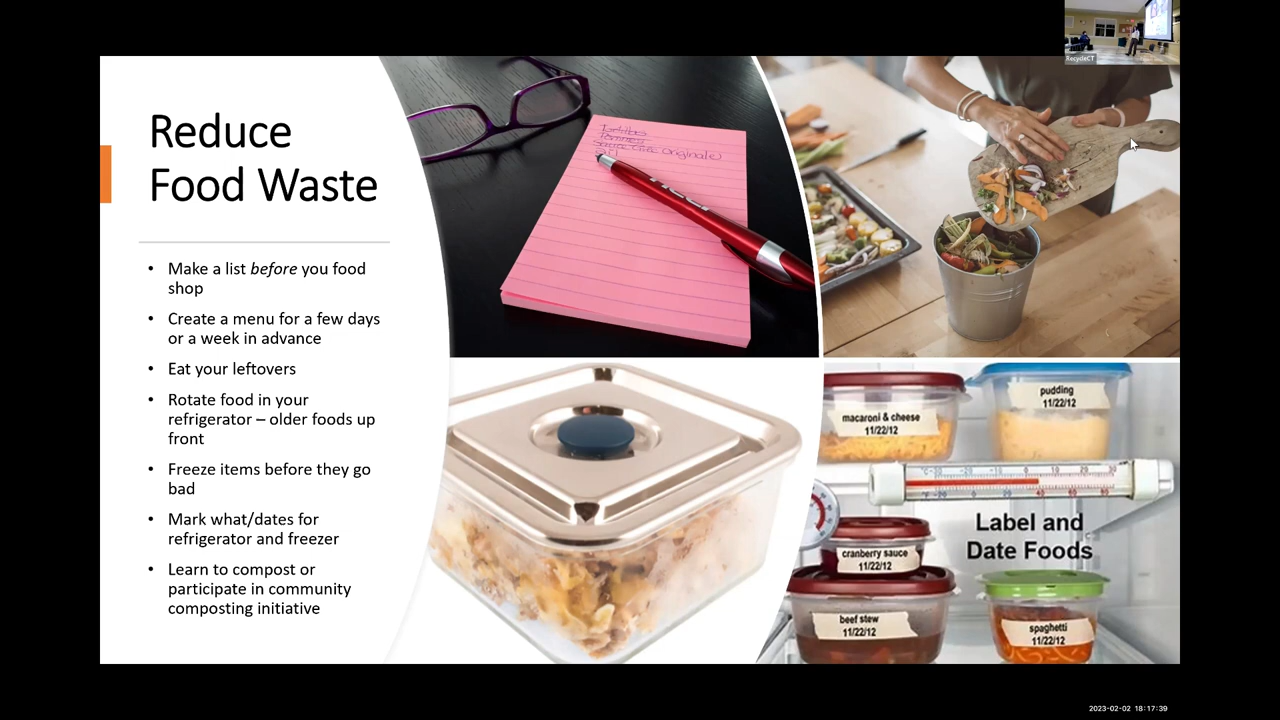 RecycleCT
Reduce
Food Waste
• Make a list before you food
shop
• Create a menu for a few days
or a week in advance
• Eat your leftovers
• Rotate food in your
refrigerator – older foods up
front
• Freeze items before they go
bad
• Mark what/dates for
refrigerator and freezer
• Learn to compost or
participate in community
composting initiative
Originale)
macaroni & cheese
11/22/12
pudding
11/22/12
Label and
Date Foods
cranberry sauce
11/22/12
beef stew
11/22/12
spaghetti
11/22/12
2023-02-02 18:17:39